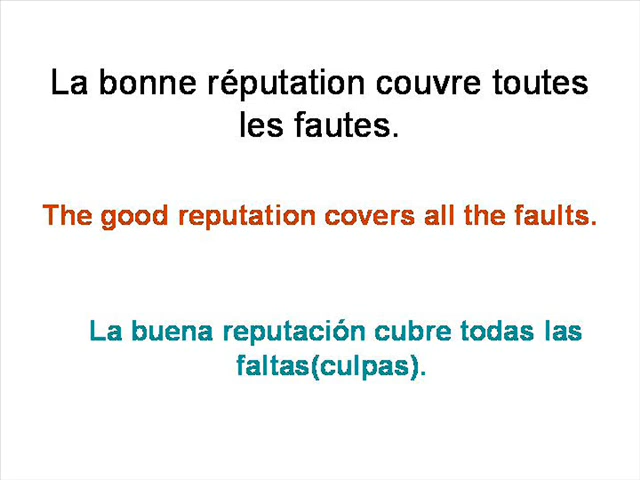 La bonne réputation couvre toutes
les fautes.
The good reputation covers all the faults.
La buena reputación cubre todas las
faltas(culpas).